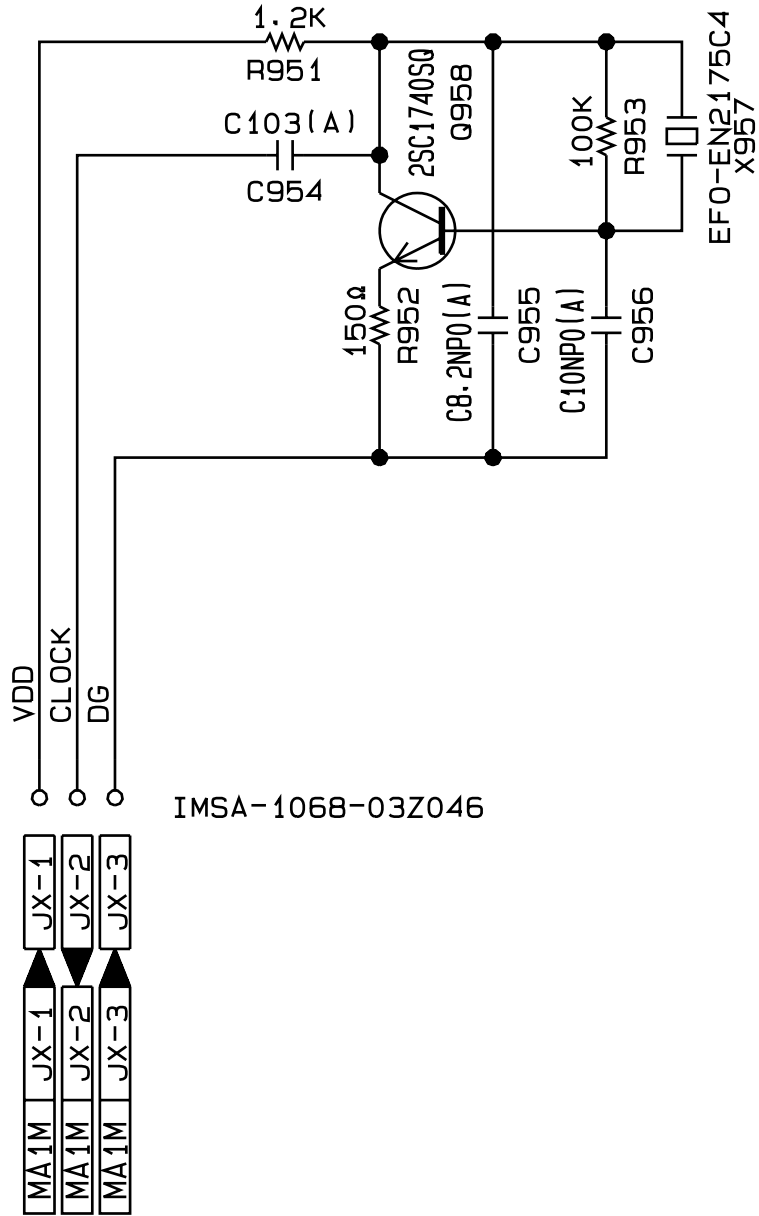 1.2K
R951
C103(A)
C954
2SC1740SQ
Q958
100K
R953
EFO-EN2175C4
X957
150Ω
R952
C8.2NPO(A)
C955
C10NPO(A)
C956
VDD
CLOCK
DG
IMSA-1068-03Z046
JX-1
JX-2
JX-3
JX-1
JX-2
JX-3
MA1M
MA1M
MA1M